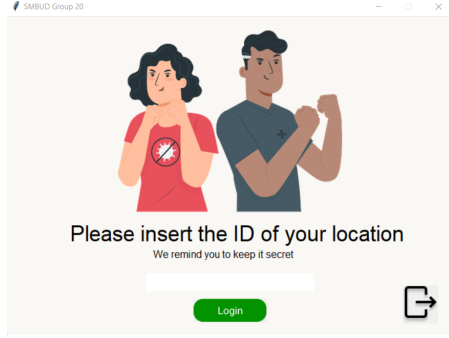 SMBUD Group 20
Please insert the ID of your location
We remind you to keep it secret
Login